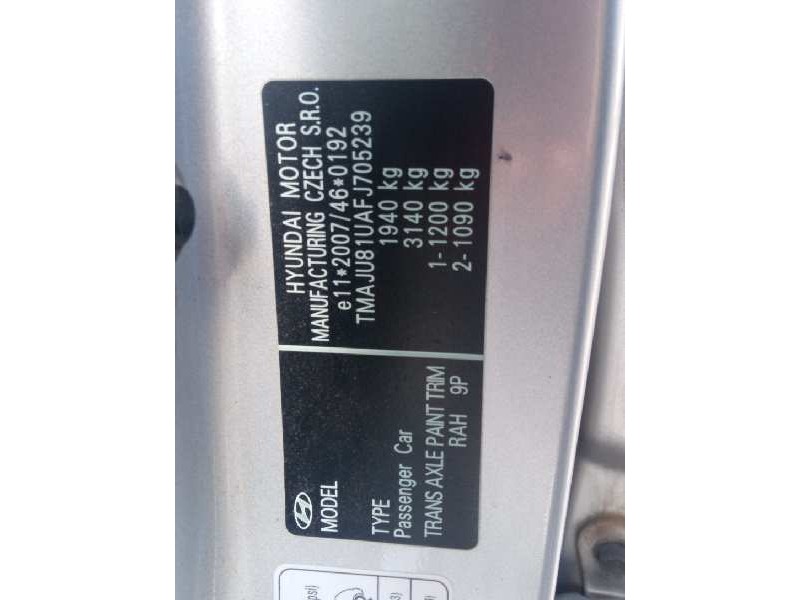 HYUNDAI MOTOR
MANUFACTURING CZECH S.R.O.
e11*2007/46*0192
TMAJU81UAFJ705239
1940 kg
3140 kg
1- 1200 kg
2- 1090 kg
MODEL
TYPE
Passenger Car
TRANS AXLE PAINT TRIM
RAH 9P
psi)